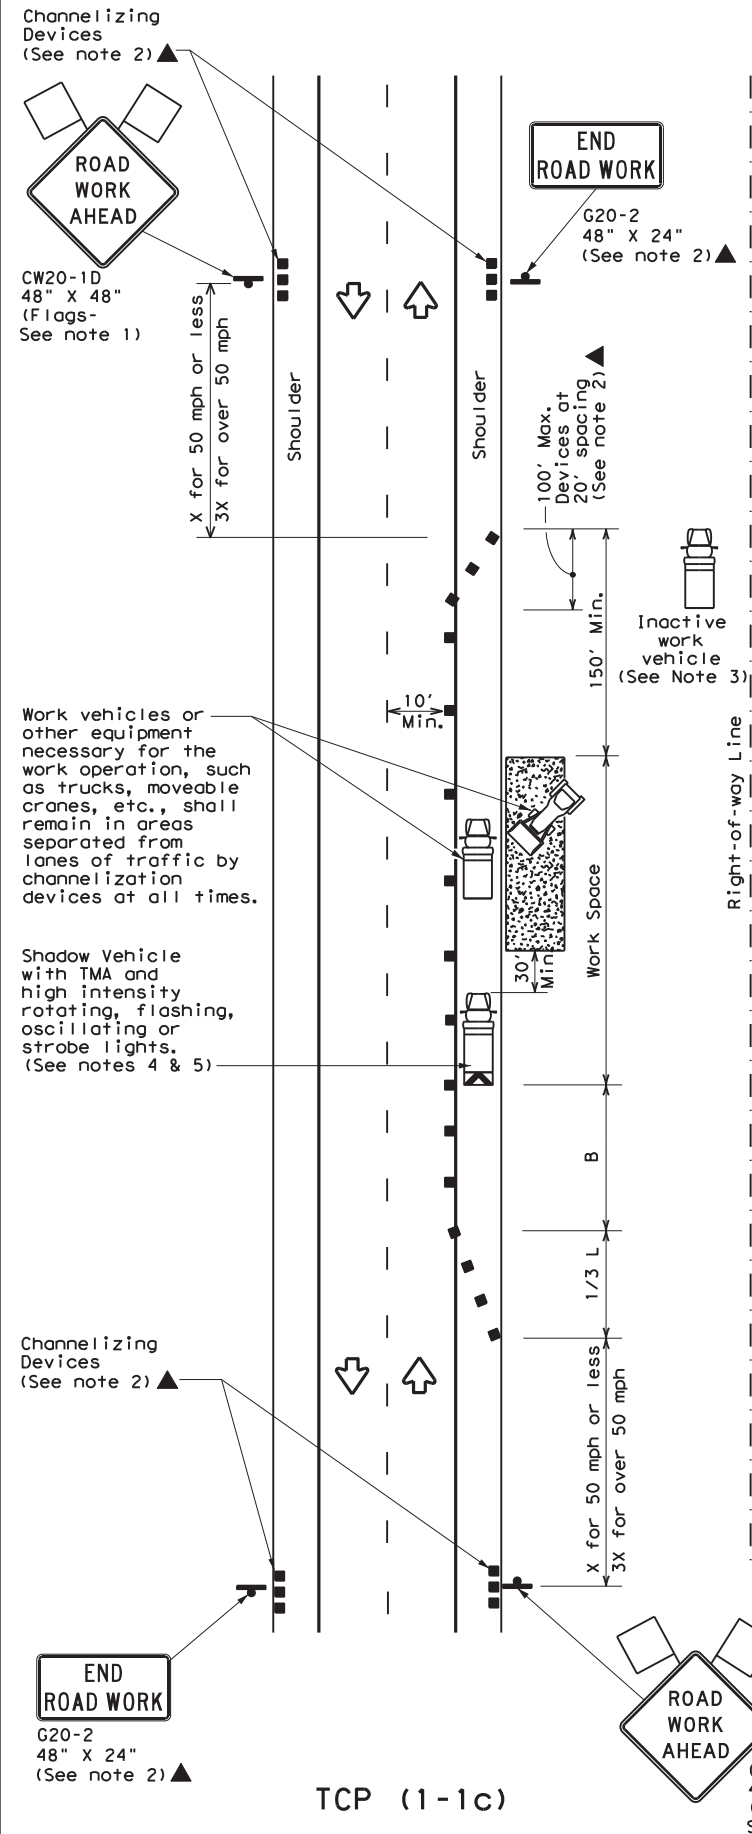 Channelizing
Devices
(See note 2)
ROAD
WORK
AHEAD
CW20-1D
48" X 48"
(Flags-
See note 1)
END
ROAD WORK
G20-2
48" X 24"
(See note 2)
X for 50 mph or less
3X for over 50 mph
Shoulder
Shoulder
100' Max.
Devices at
20' spacing
(See note 2)
150' Min.
Inactive
work
vehicle
(See Note 3)
10'
Min.
Work vehicles or
other equipment
necessary for the
work operation, such
as trucks, moveable
cranes, etc., shall
remain in areas
separated from
lanes of traffic by
channelization
devices at all times.
Right-of-way Line
Work Space
30'
Min.
Shadow Vehicle
with TMA and
high intensity
rotating, flashing,
oscillating or
strobe lights.
(See notes 4 & 5)
B
1/3 L
Channelizing
Devices
(See note 2)
X for 50 mph or less
3X for over 50 mph
END
ROAD WORK
G20-2
48" X 24"
(See note 2)
ROAD
WORK
AHEAD
TCP (1-1c)